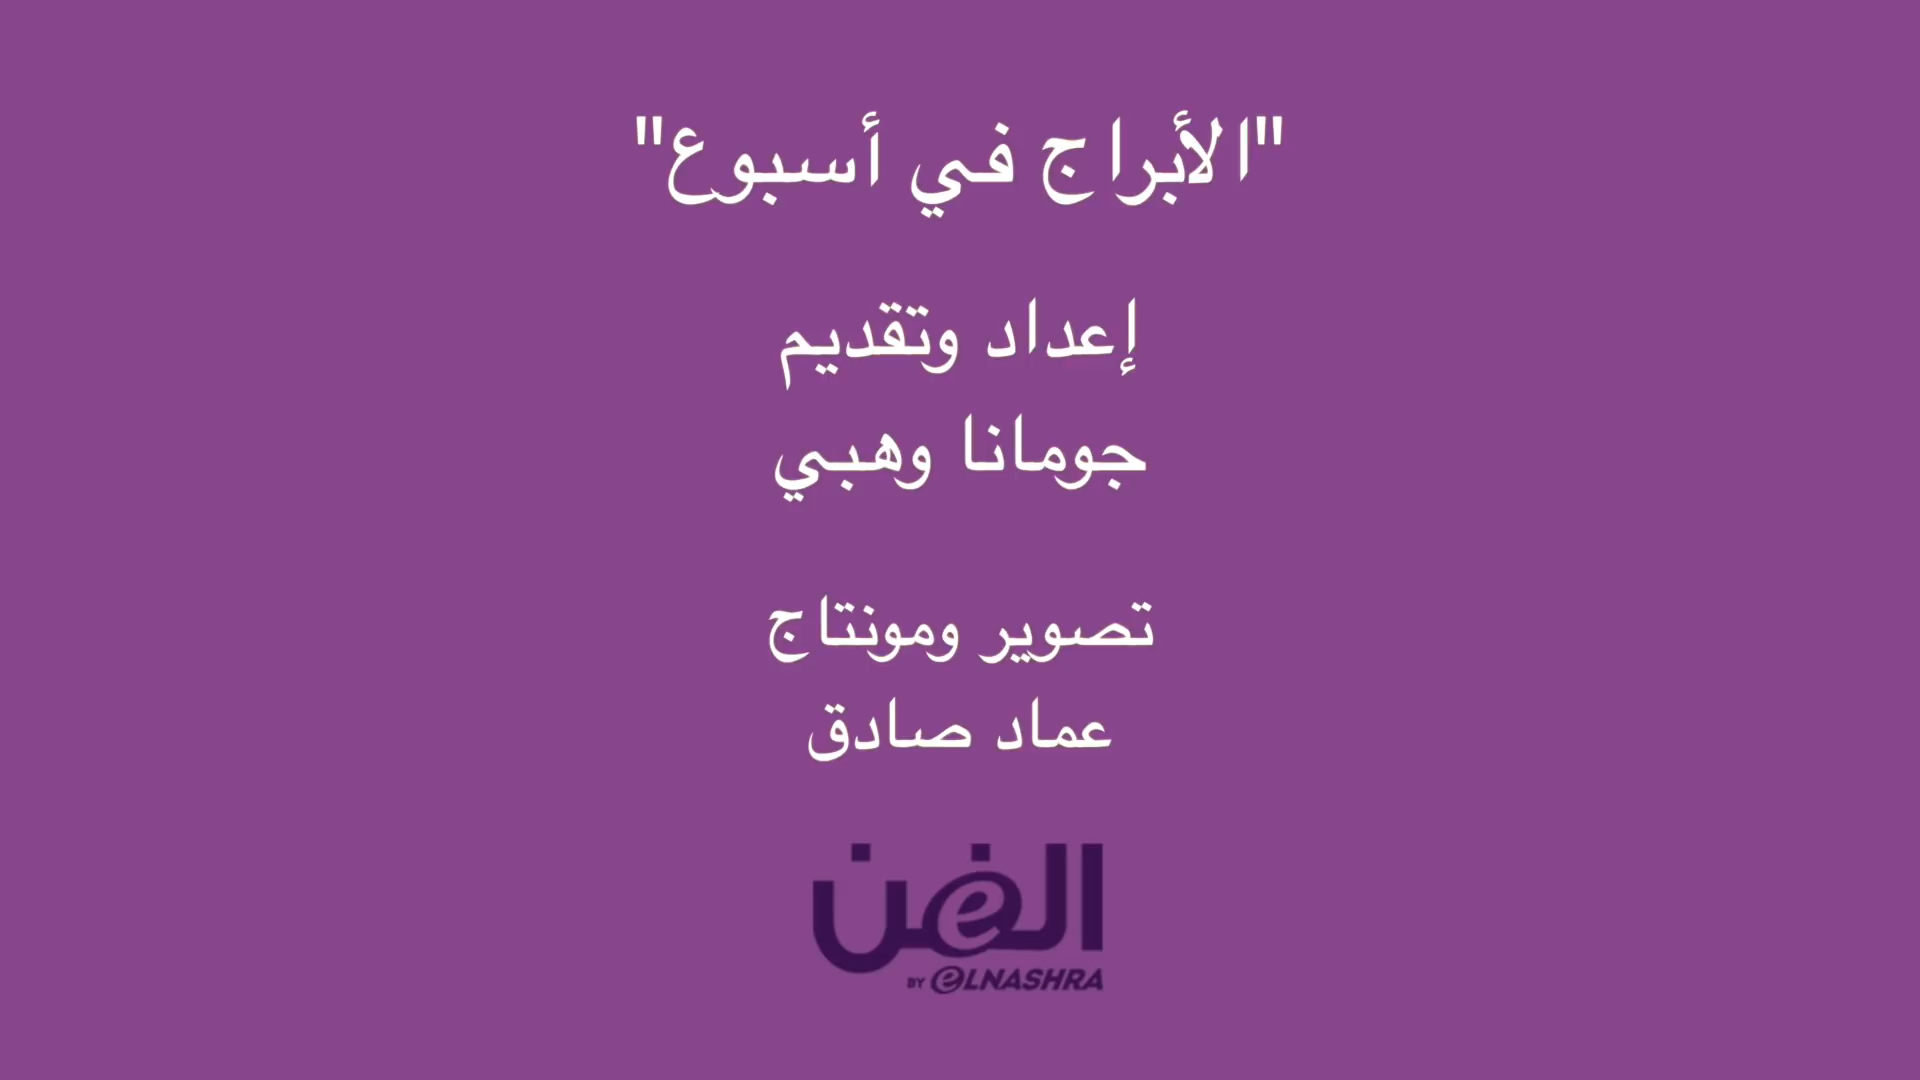 "الأبراج في أسبوع"
إعداد وتقديم
جومانا وهبي
تصوير ومونتاج
عماد صادق
الفن
BY eLNASHRA